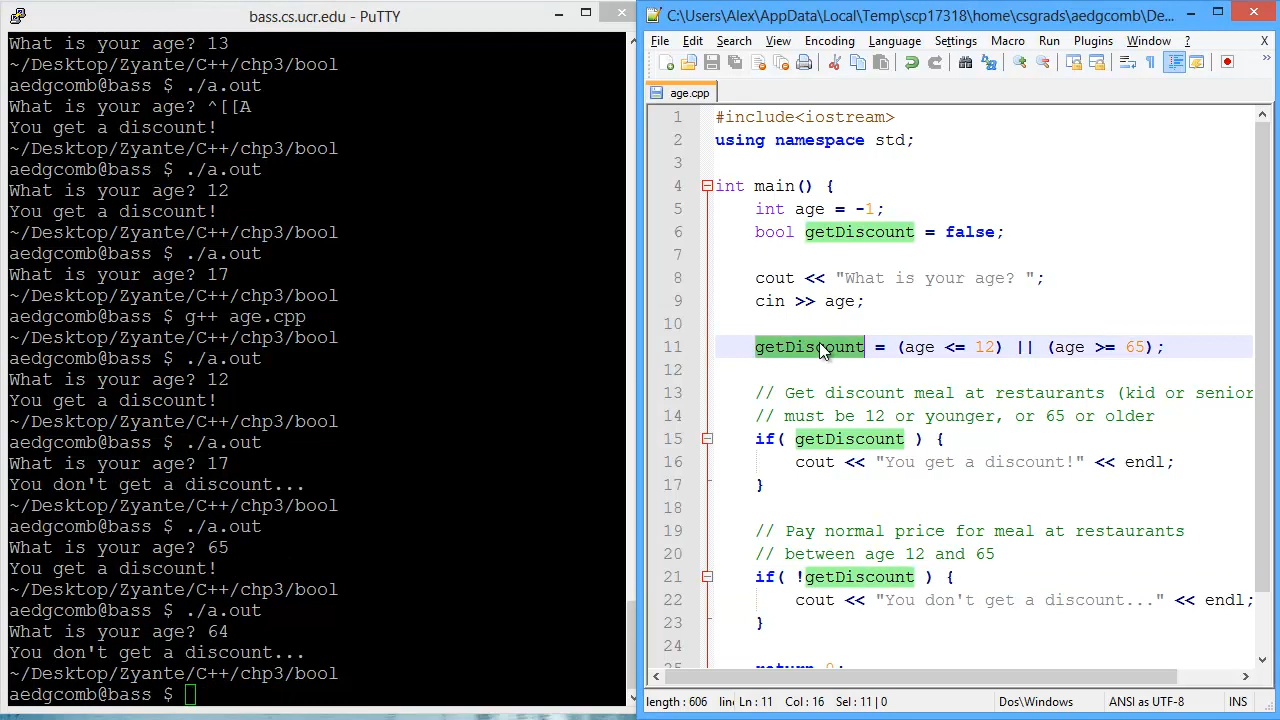 bass.cs.ucr.edu - PuTTY
What is your age? 13
~/Desktop/Zyante/C++/chp3/bool
aedgcomb@bass $ ./a.out
What is your age? ^[[A
You get a discount!
~/Desktop/Zyante/C++/chp3/bool
aedgcomb@bass $ ./a.out
What is your age? 12
You get a discount!
~/Desktop/Zyante/C++/chp3/bool
aedgcomb@bass $ ./a.out
What is your age? 17
~/Desktop/Zyante/C++/chp3/bool
aedgcomb@bass $ g++ age.cpp
~/Desktop/Zyante/C++/chp3/bool
aedgcomb@bass $ ./a.out
What is your age? 12
You get a discount!
~/Desktop/Zyante/C++/chp3/bool
aedgcomb@bass $ ./a.out
What is your age? 17
You don't get a discount...
~/Desktop/Zyante/C++/chp3/bool
aedgcomb@bass $ ./a.out
What is your age? 65
You get a discount!
~/Desktop/Zyante/C++/chp3/bool
aedgcomb@bass $ ./a.out
What is your age? 64
You don't get a discount...
~/Desktop/Zyante/C++/chp3/bool
aedgcomb@bass $
C:\Users\Alex\AppData\Local\Temp\scp17318\home\csgrads\aedgcomb\De...
File Edit Search View Encoding Language Settings Macro Run Plugins Window ? X
age.cpp
1 #include<iostream>
2 using namespace std;
3
4 int main() {
5 int age = -1;
6 bool getDiscount = false;
7
8 cout << "What is your age? ";
9 cin >> age;
10
11 getDiscount = (age <= 12) || (age >= 65);
12
13 // Get discount meal at restaurants (kid or senior
14 // must be 12 or younger, or 65 or older
15 if( getDiscount ) {
16 cout << "You get a discount!" << endl;
17 }
18
19 // Pay normal price for meal at restaurants
20 // between age 12 and 65
21 if( !getDiscount ) {
22 cout << "You don't get a discount..." << endl;
23 }
24
25 return 0;
length : 606 line Ln : 11 Col : 16 Sel : 11 | 0 Dos\Windows ANSI as UTF-8 INS